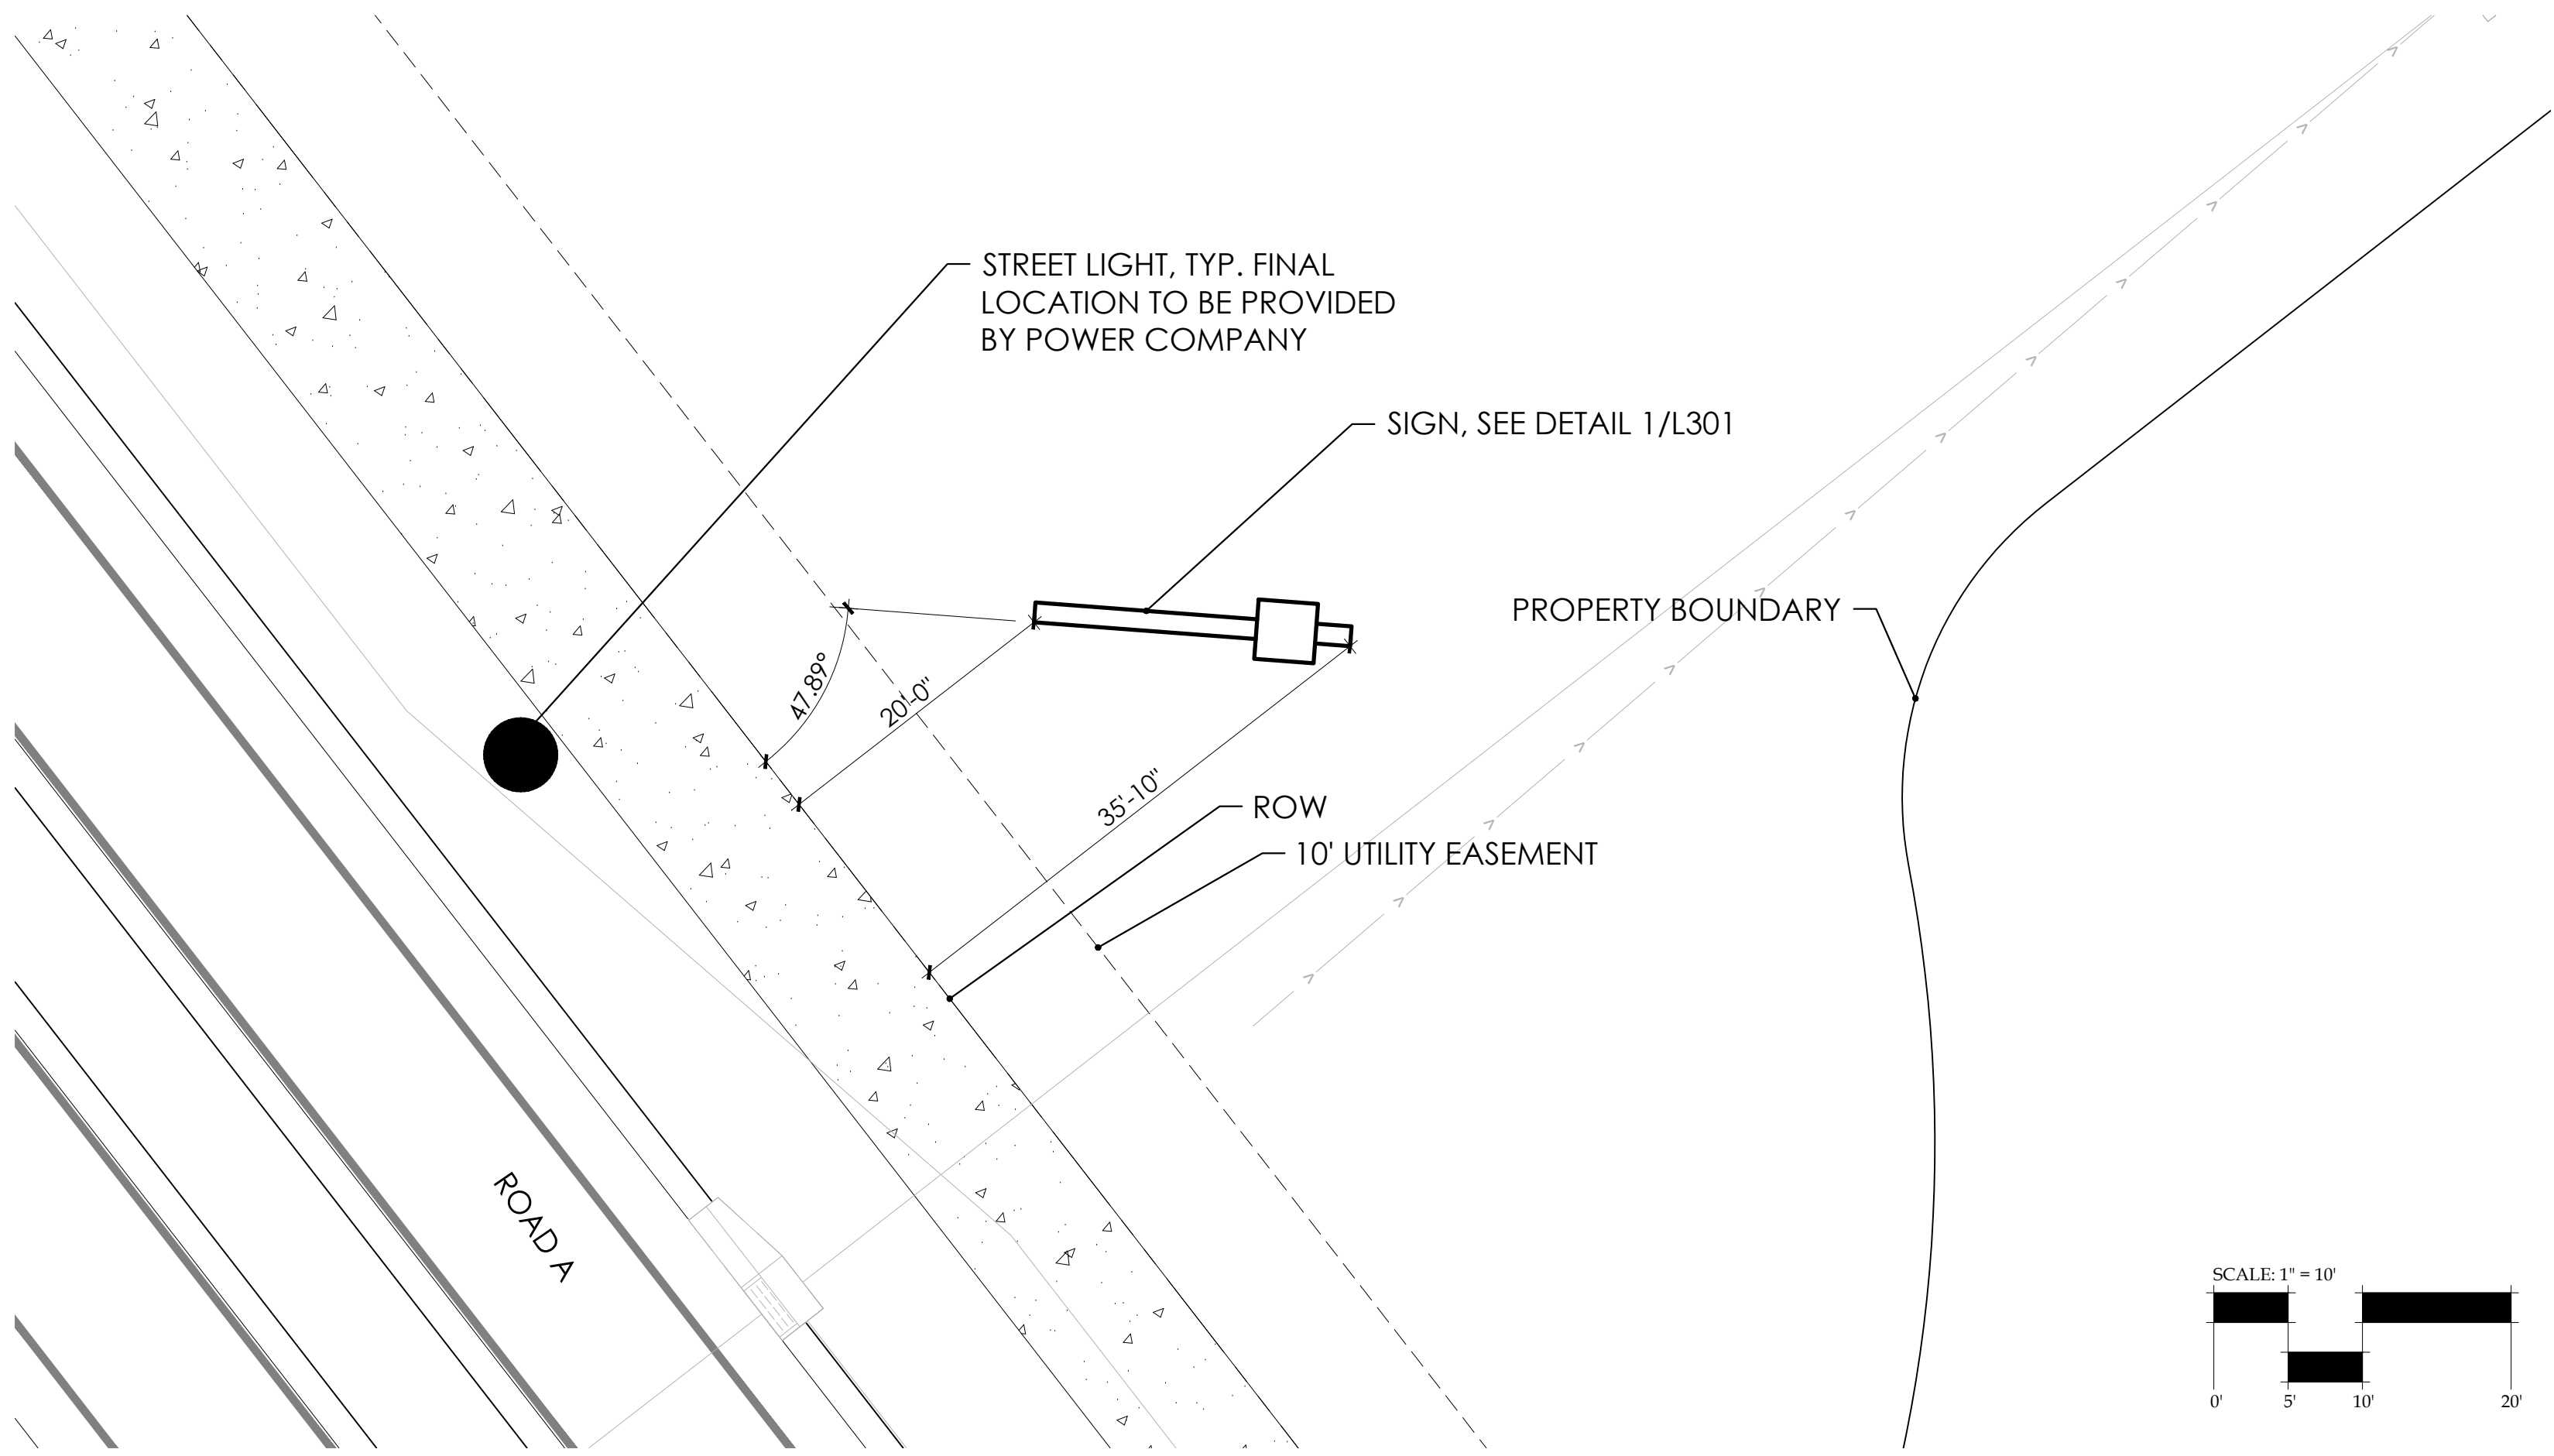 STREET LIGHT, TYP. FINAL
LOCATION TO BE PROVIDED
BY POWER COMPANY
SIGN, SEE DETAIL 1/L301
PROPERTY BOUNDARY
47.89°
20'-0"
35'-10"
ROW
10' UTILITY EASEMENT
ROAD A
SCALE: 1" = 10'
0' 5' 10' 20'